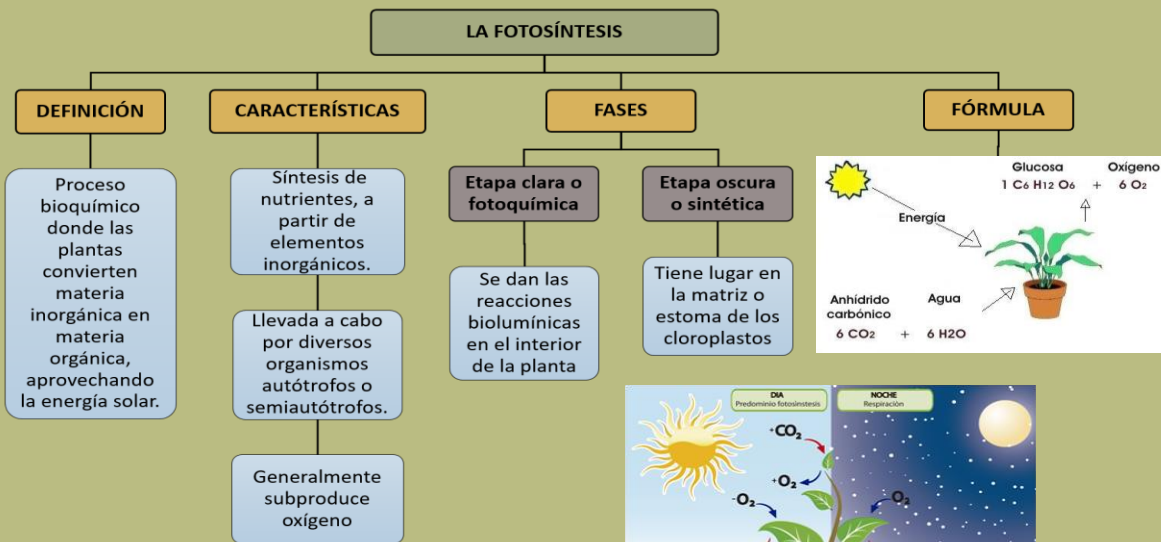 LA FOTOSÍNTESIS
DEFINICIÓN
Proceso
bioquímico
donde las
plantas
convierten
materia
inorgánica en
materia
orgánica,
aprovechando
la energía solar.
CARACTERÍSTICAS
Síntesis de
nutrientes, a
partir de
elementos
inorgánicos.
Llevada a cabo
por diversos
organismos
autótrofos o
semiautótrofos.
Generalmente
subproduce
oxígeno
FASES
Etapa clara o
fotoquímica
Se dan las
reacciones
biolumínicas
en el interior
de la planta
Etapa oscura
o sintética
Tiene lugar en
la matriz o
estoma de los
cloroplastos
FÓRMULA
Glucosa Oxígeno
1 C6 H12 O6 + 6 O2
Energía
Anhídrido
carbónico
Agua
6 CO2 + 6 H2O
DIA
Predominio fotosinstesis
NOCHE
Respiración
+CO2
+O2
-O2
O2